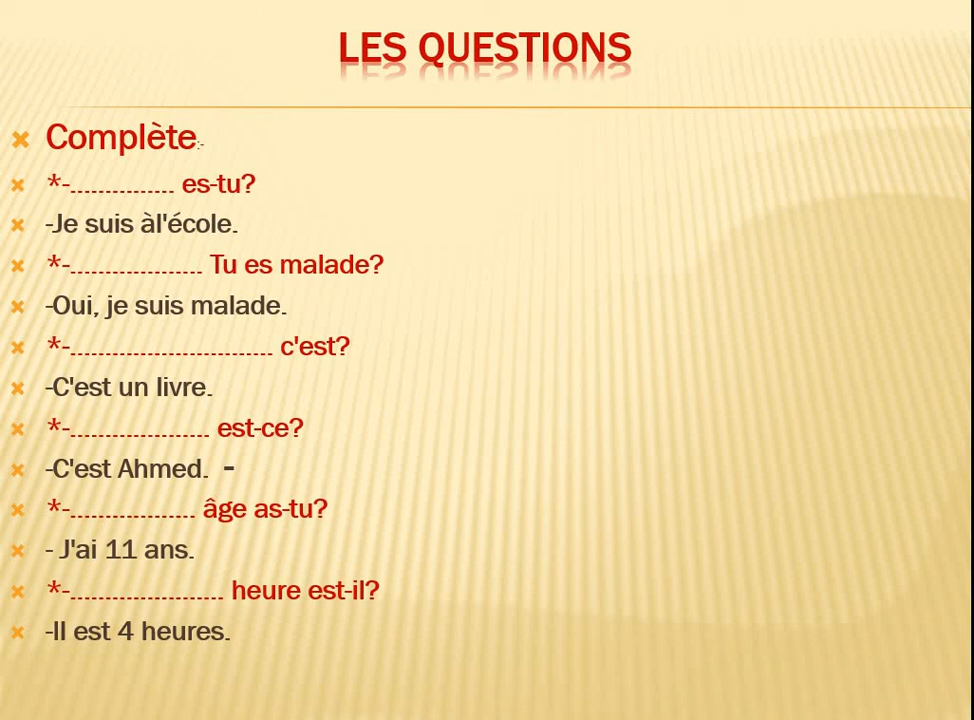 LES QUESTIONS
Complète:-
*-............... es-tu?
-Je suis àl'école.
*-................... Tu es malade?
-Oui, je suis malade.
*-............................. c'est?
-C'est un livre.
*-.................... est-ce?
-C'est Ahmed. -
*-.................. âge as-tu?
- J'ai 11 ans.
*-...................... heure est-il?
-Il est 4 heures.